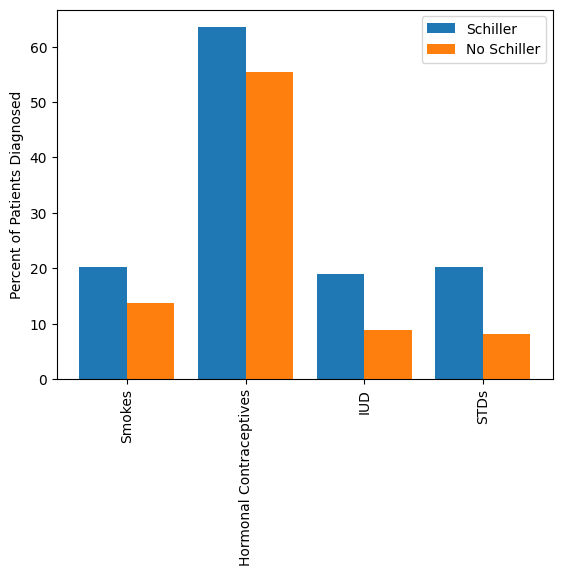 Schiller
No Schiller
Percent of Patients Diagnosed
60
50
40
30
20
10
0
Smokes
Hormonal Contraceptives
IUD
STDs